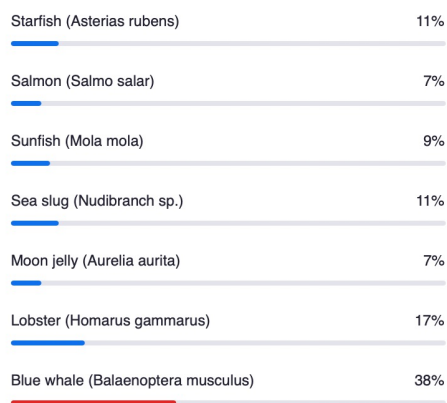 Starfish (Asterias rubens) 11%
Salmon (Salmo salar) 7%
Sunfish (Mola mola) 9%
Sea slug (Nudibranch sp.) 11%
Moon jelly (Aurelia aurita) 7%
Lobster (Homarus gammarus) 17%
Blue whale (Balaenoptera musculus) 38%